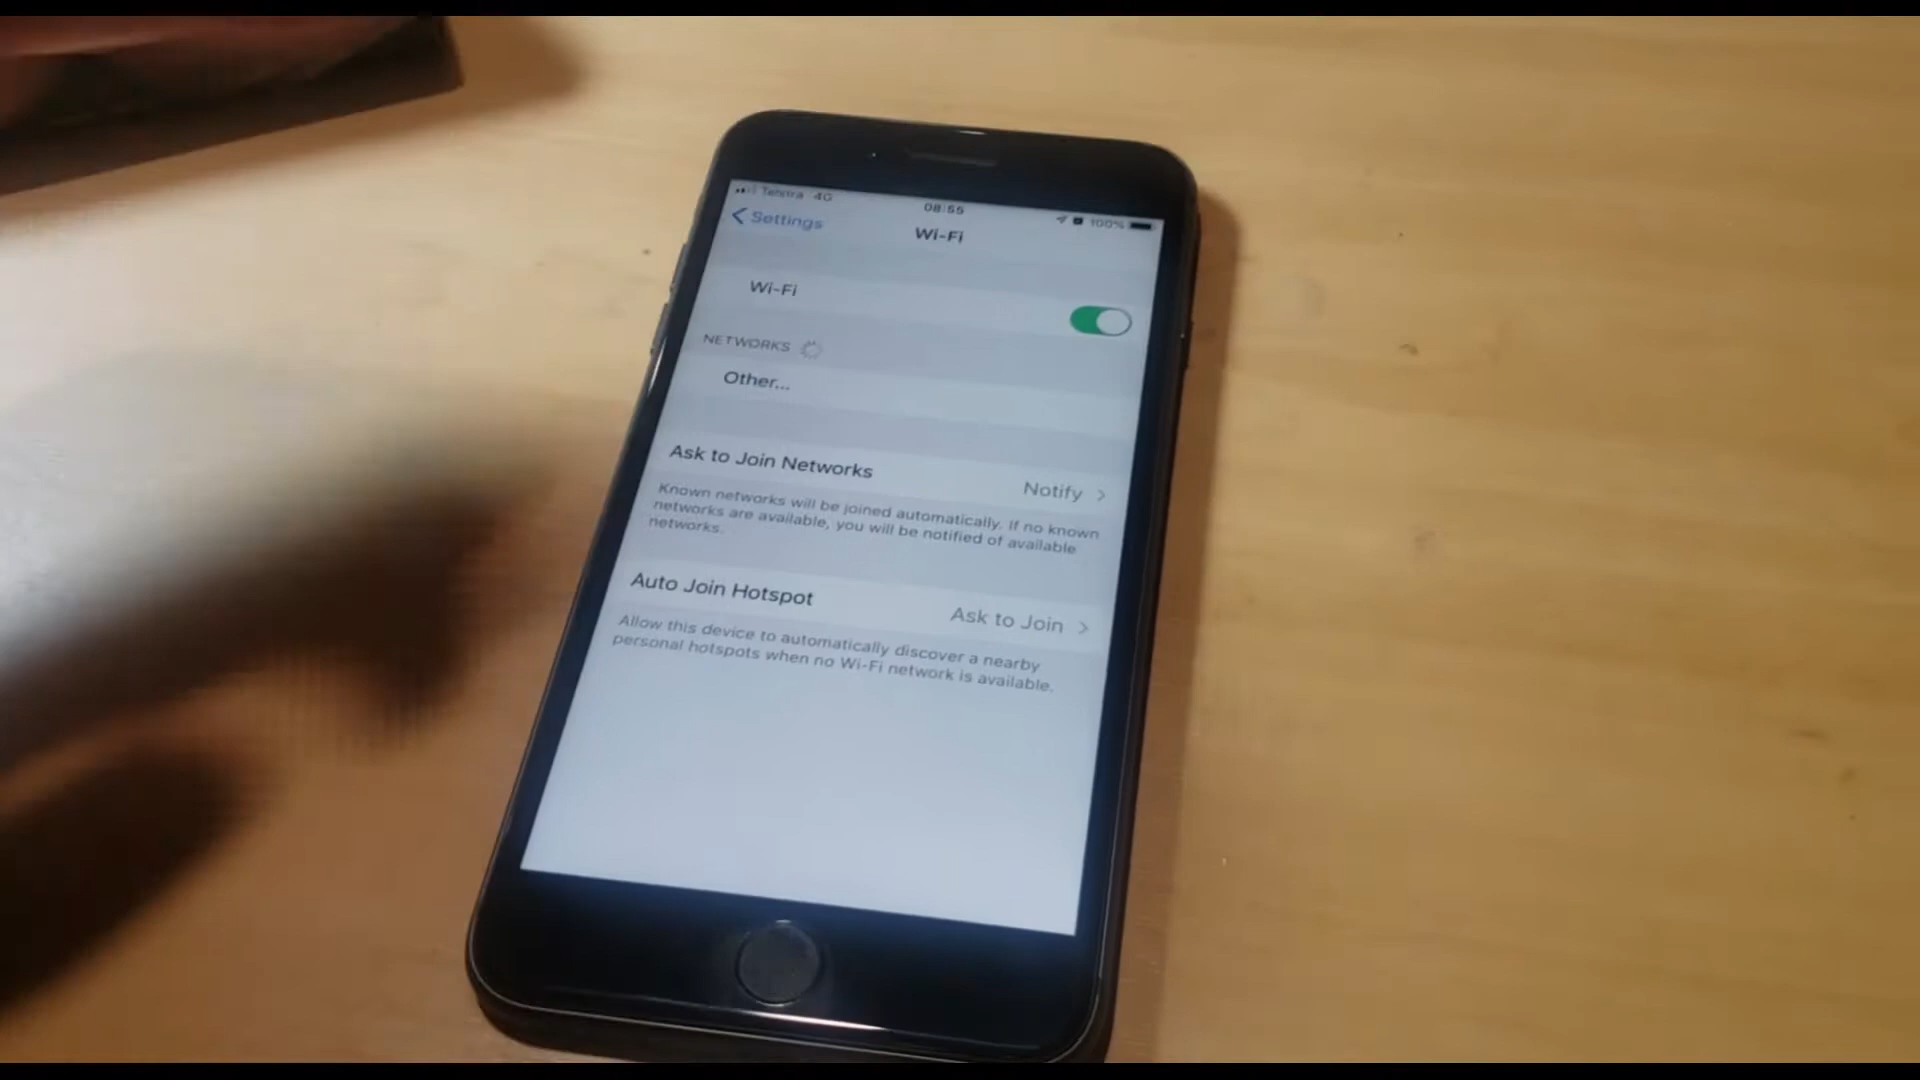 Telstra 4G
08:55
100%
Settings
Wi-Fi
Wi-Fi
NETWORKS
Other...
Ask to Join Networks
Notify
Known networks will be joined automatically. If no known
networks are available, you will be notified of available
networks.
Auto Join Hotspot
Ask to Join
Allow this device to automatically discover a nearby
personal hotspots when no Wi-Fi network is available.